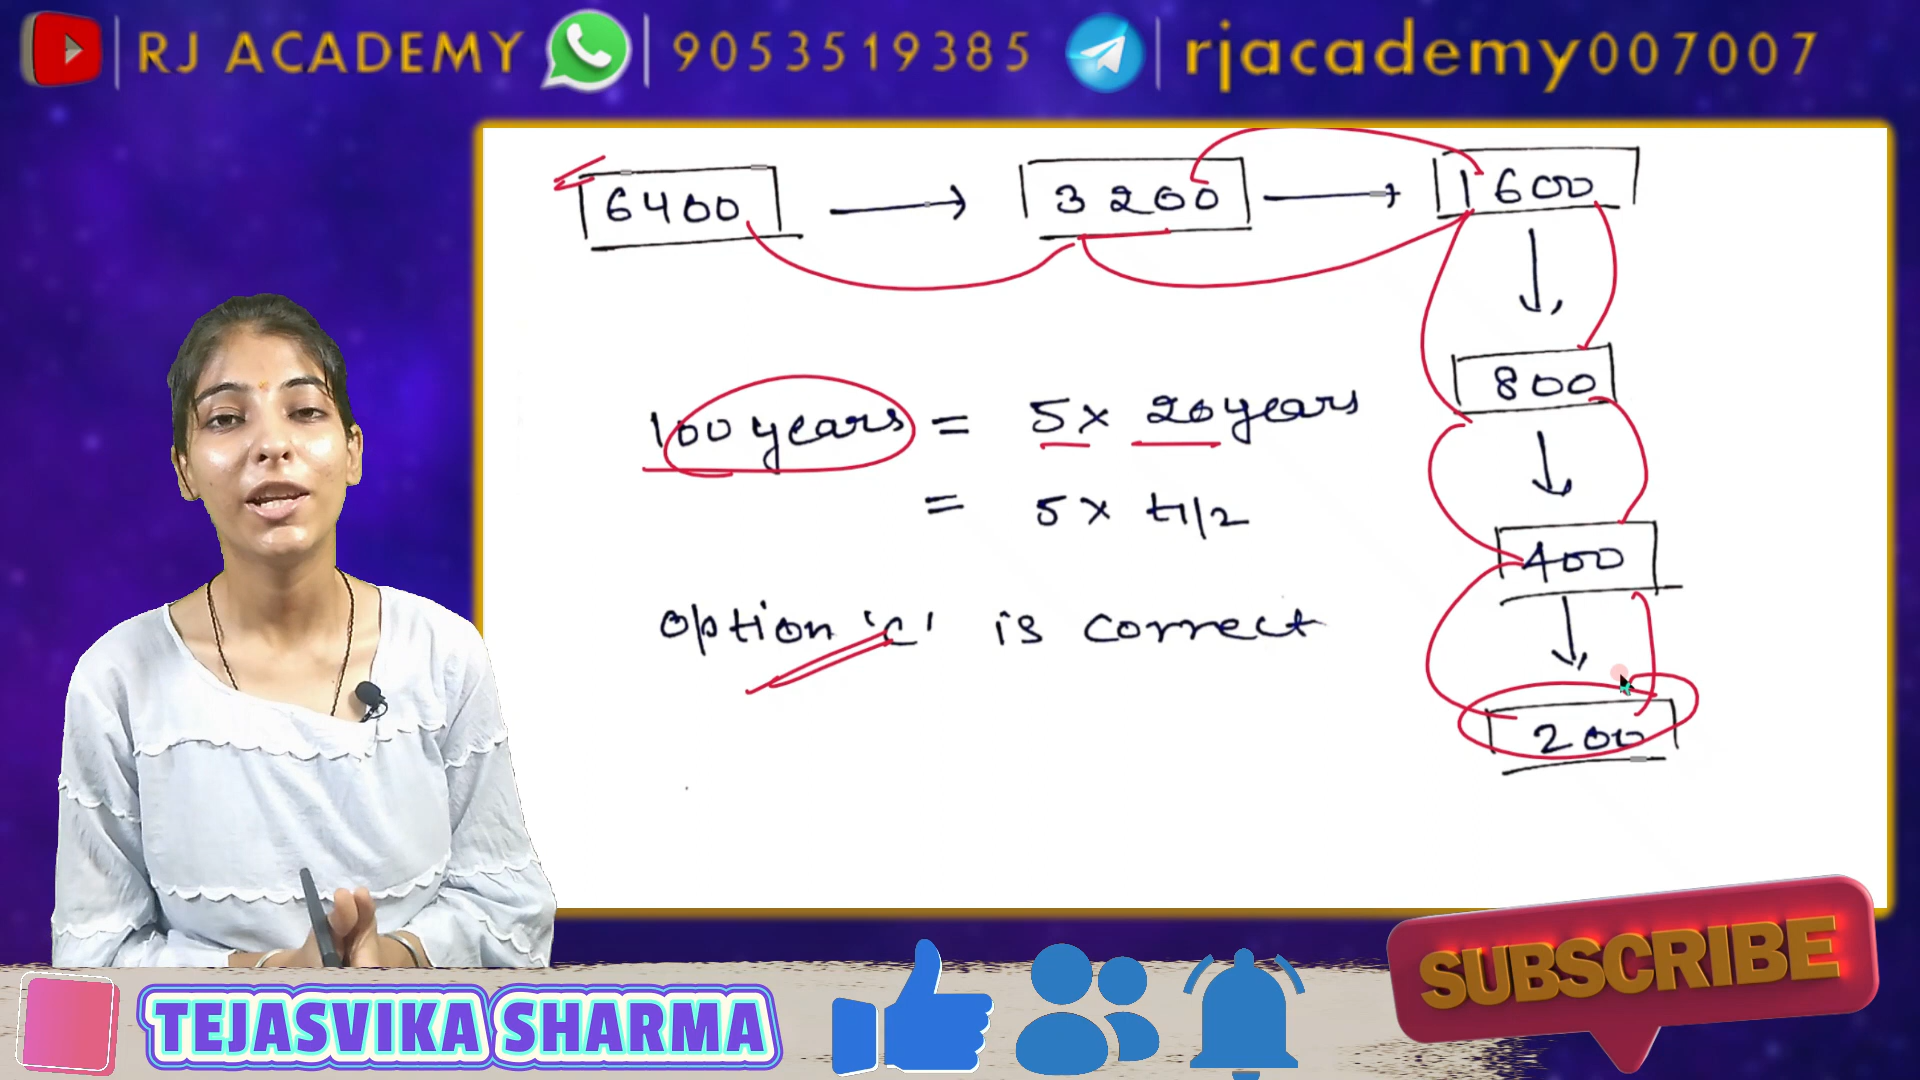 RJ ACADEMY 9053519385 rjacademy007007
6400 → 3200 → 1600
800
100 years = 5 x 20 years
= 5 x t1/2
400
option 'c' is correct
200
SUBSCRIBE
TEJASVIKA SHARMA